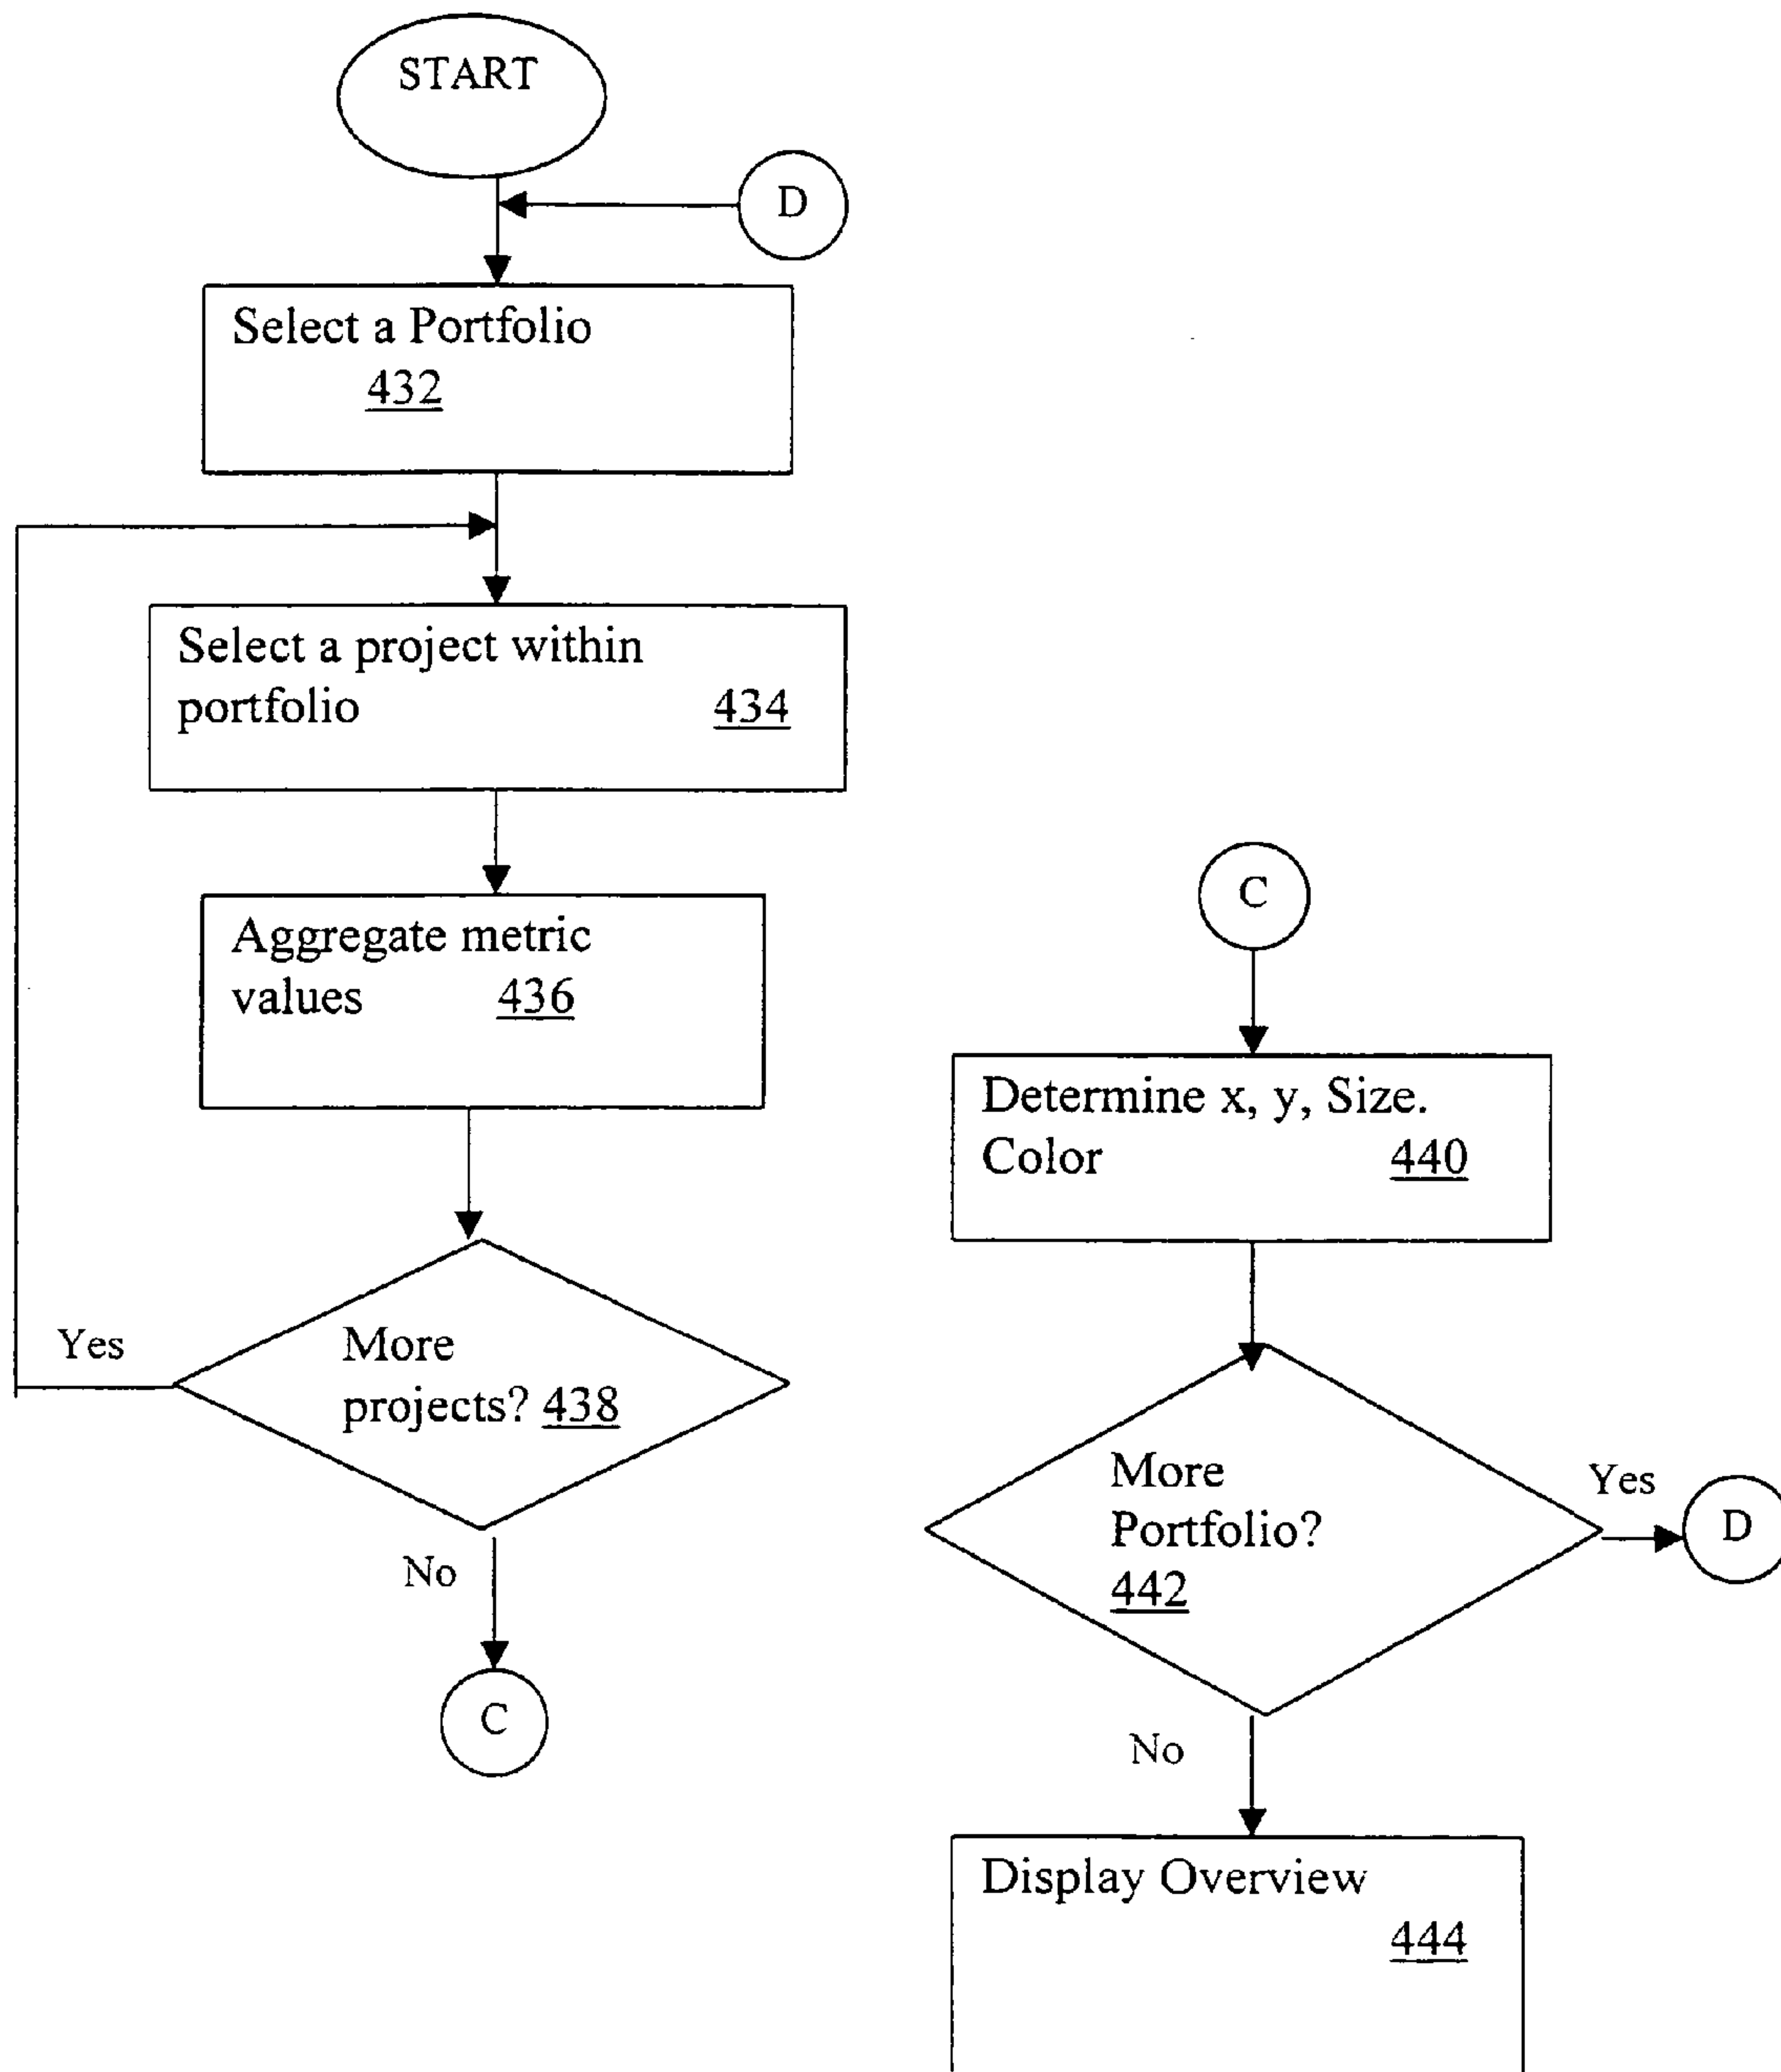 START
D
Select a Portfolio
432
Select a project within
portfolio 434
Aggregate metric
values 436
Yes
More
projects? 438
No
C
C
Determine x, y, Size.
Color 440
More
Portfolio?
442
Yes
D
No
Display Overview
444